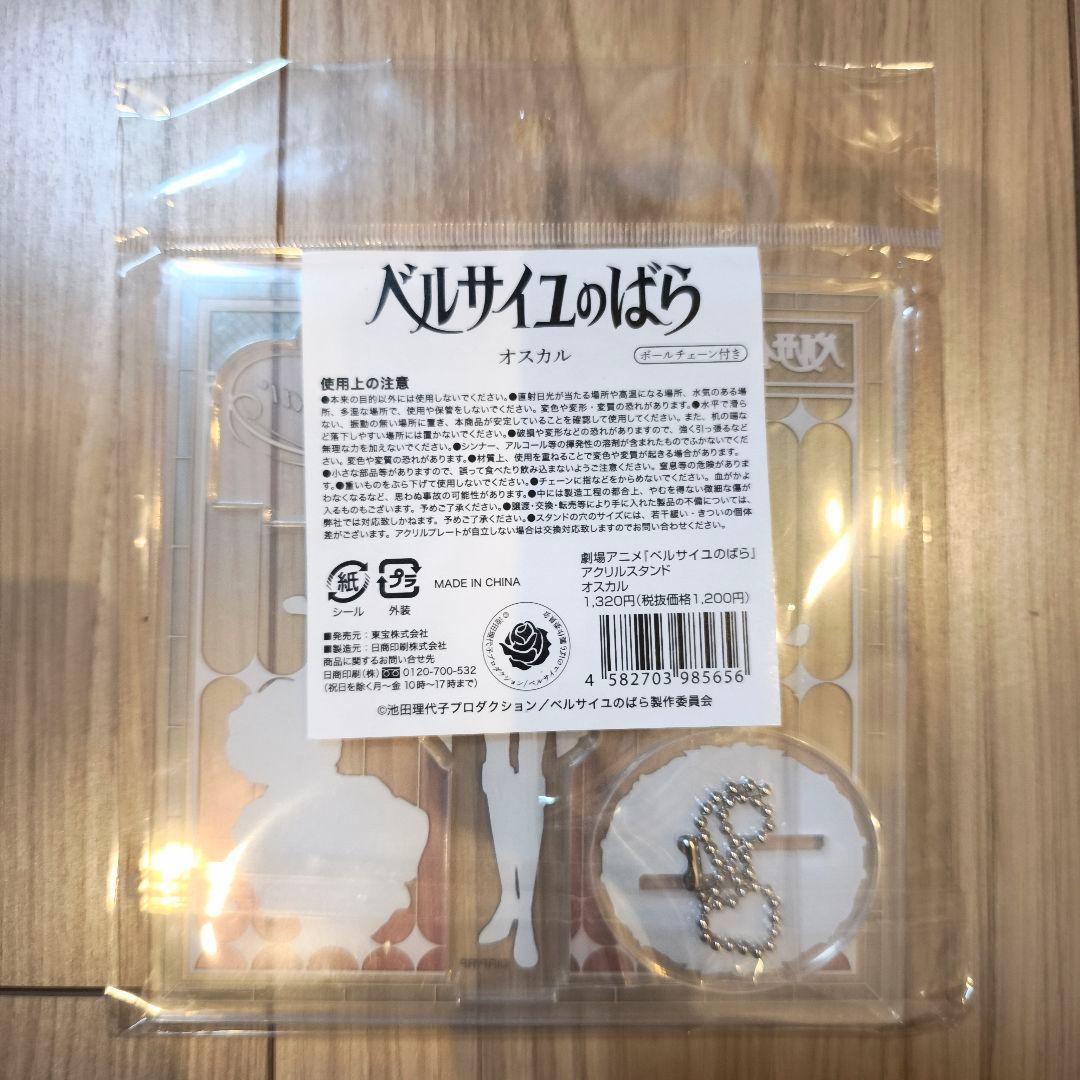 ベルサイユのばら
オスカル
ボールチェーン付き
使用上の注意
●本来の目的以外には使用しないでください。●直射日光が当たる場所や高温になる場所、水気のある場
所、多湿な場所で、使用や保管をしないでください。変色や変形・変質の恐れがあります。●水平で滑ら
ない、振動の無い場所に置き、本商品が安定していることを確認して使用してください。また、机の端な
ど落下しやすい場所には置かないでください。●破損や変形などの恐れがありますので、強く引っ張るなど
無理な力を加えないでください。●シンナー、アルコール等の揮発性の溶剤が含まれたものでふかないでくだ
さい。変色や変質の恐れがあります。●材質上、使用を重ねることで変色や変質が起きる場合があります。
●小さな部品等がありますので、誤って食べたり飲み込まないようご注意ください。窒息等の危険がありま
す。●重いものをぶら下げて使用しないでください。●チェーンに指などをからめないでください。血がかよ
わなくなるなど、思わぬ事故の可能性があります。●中には製造工程の都合上、やむを得ない微細な傷が
入るものもございます。予めご了承ください。●譲渡・交換・転売等により手に入れた製品の不備については、
弊社では対応致しかねます。予めご了承ください。●スタンドの穴のサイズには、若干緩い・きついの個体
差がございます。アクリルプレートが自立しない場合は交換対応致しますのでお問い合わせください。
紙
シール
プラ
外装
MADE IN CHINA
劇場アニメ『ベルサイユのばら』
アクリルスタンド
オスカル
1,320円(税抜価格1,200円)
■発売元：東宝株式会社
■製造元：日商印刷株式会社
商品に関するお問い合せ先
日商印刷(株) 0120-700-532
(祝日を除く月〜金 10時〜17時まで)
©池田理代子プロダクション/ベルサイユのばら製作委員会
4 582703 985656
©池田理代子プロダクション／ベルサイユのばら製作委員会